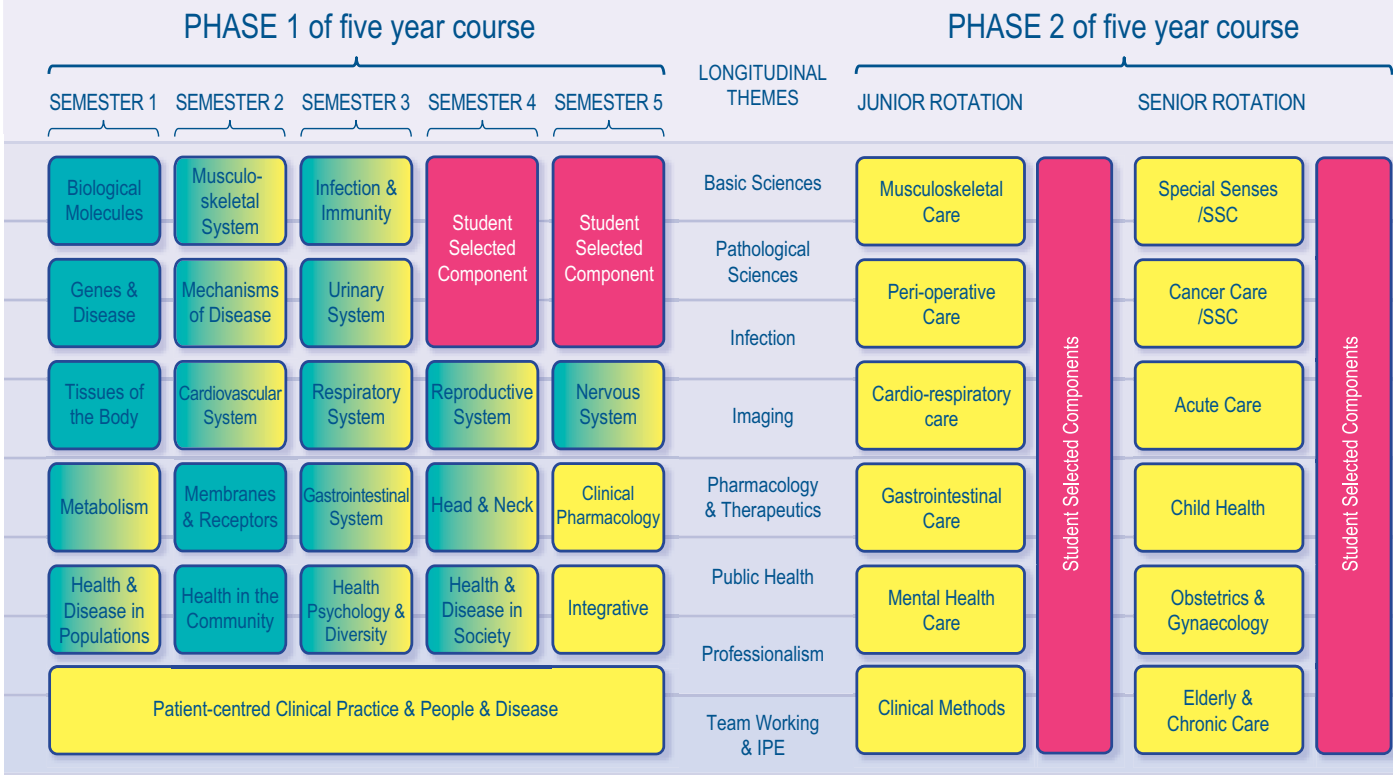 PHASE 1 of five year course
PHASE 2 of five year course
LONGITUDINAL
THEMES
SEMESTER 1
SEMESTER 2
SEMESTER 3
SEMESTER 4
SEMESTER 5
JUNIOR ROTATION
SENIOR ROTATION
Biological
Molecules
Musculo-
skeletal
System
Infection &
Immunity
Student
Selected
Component
Student
Selected
Component
Genes &
Disease
Mechanisms
of Disease
Urinary
System
Tissues of
the Body
Cardiovascular
System
Respiratory
System
Reproductive
System
Nervous
System
Metabolism
Membranes
& Receptors
Gastrointestinal
System
Head & Neck
Clinical
Pharmacology
Health &
Disease in
Populations
Health in the
Community
Health
Psychology &
Diversity
Health &
Disease in
Society
Integrative
Patient-centred Clinical Practice & People & Disease
Basic Sciences
Pathological
Sciences
Infection
Imaging
Pharmacology
& Therapeutics
Public Health
Professionalism
Team Working
& IPE
Musculoskeletal
Care
Peri-operative
Care
Cardio-respiratory
care
Gastrointestinal
Care
Mental Health
Care
Clinical Methods
Student Selected Components
Special Senses
/SSC
Cancer Care
/SSC
Acute Care
Child Health
Obstetrics &
Gynaecology
Elderly &
Chronic Care
Student Selected Components